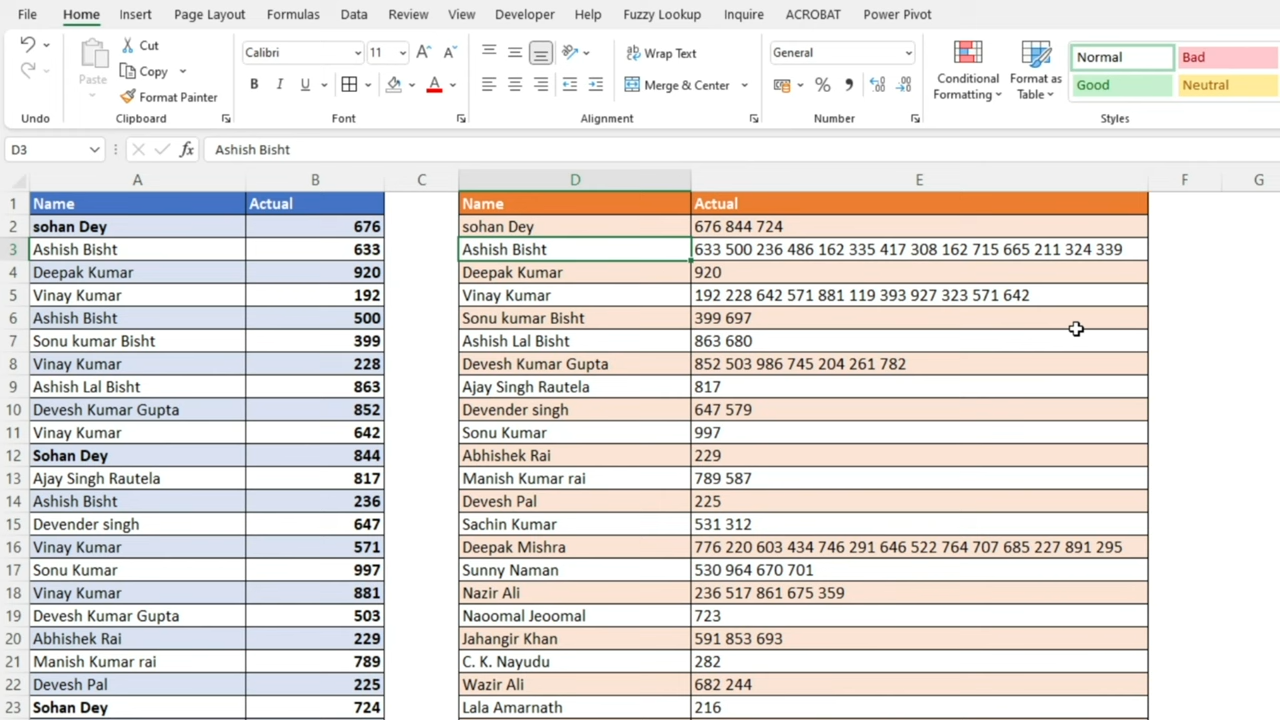 File Home Insert Page Layout Formulas Data Review View Developer Help Fuzzy Lookup Inquire ACROBAT Power Pivot
Cut
Copy
Format Painter
Paste
Calibri 11 A A
B I U A
Wrap Text
Merge & Center
General
%
Conditional Formatting
Format as Table
Normal Bad
Good Neutral
Undo Clipboard Font Alignment Number Styles
D3 fx Ashish Bisht
A B C D E F G
1 Name Actual Name Actual
2 sohan Dey 676 sohan Dey 676 844 724
3 Ashish Bisht 633 Ashish Bisht 633 500 236 486 162 335 417 308 162 715 665 211 324 339
4 Deepak Kumar 920 Deepak Kumar 920
5 Vinay Kumar 192 Vinay Kumar 192 228 642 571 881 119 393 927 323 571 642
6 Ashish Bisht 500 Sonu kumar Bisht 399 697
7 Sonu kumar Bisht 399 Ashish Lal Bisht 863 680
8 Vinay Kumar 228 Devesh Kumar Gupta 852 503 986 745 204 261 782
9 Ashish Lal Bisht 863 Ajay Singh Rautela 817
10 Devesh Kumar Gupta 852 Devender singh 647 579
11 Vinay Kumar 642 Sonu Kumar 997
12 Sohan Dey 844 Abhishek Rai 229
13 Ajay Singh Rautela 817 Manish Kumar rai 789 587
14 Ashish Bisht 236 Devesh Pal 225
15 Devender singh 647 Sachin Kumar 531 312
16 Vinay Kumar 571 Deepak Mishra 776 220 603 434 746 291 646 522 764 707 685 227 891 295
17 Sonu Kumar 997 Sunny Naman 530 964 670 701
18 Vinay Kumar 881 Nazir Ali 236 517 861 675 359
19 Devesh Kumar Gupta 503 Naoomal Jeoomal 723
20 Abhishek Rai 229 Jahangir Khan 591 853 693
21 Manish Kumar rai 789 C. K. Nayudu 282
22 Devesh Pal 225 Wazir Ali 682 244
23 Sohan Dey 724 Lala Amarnath 216